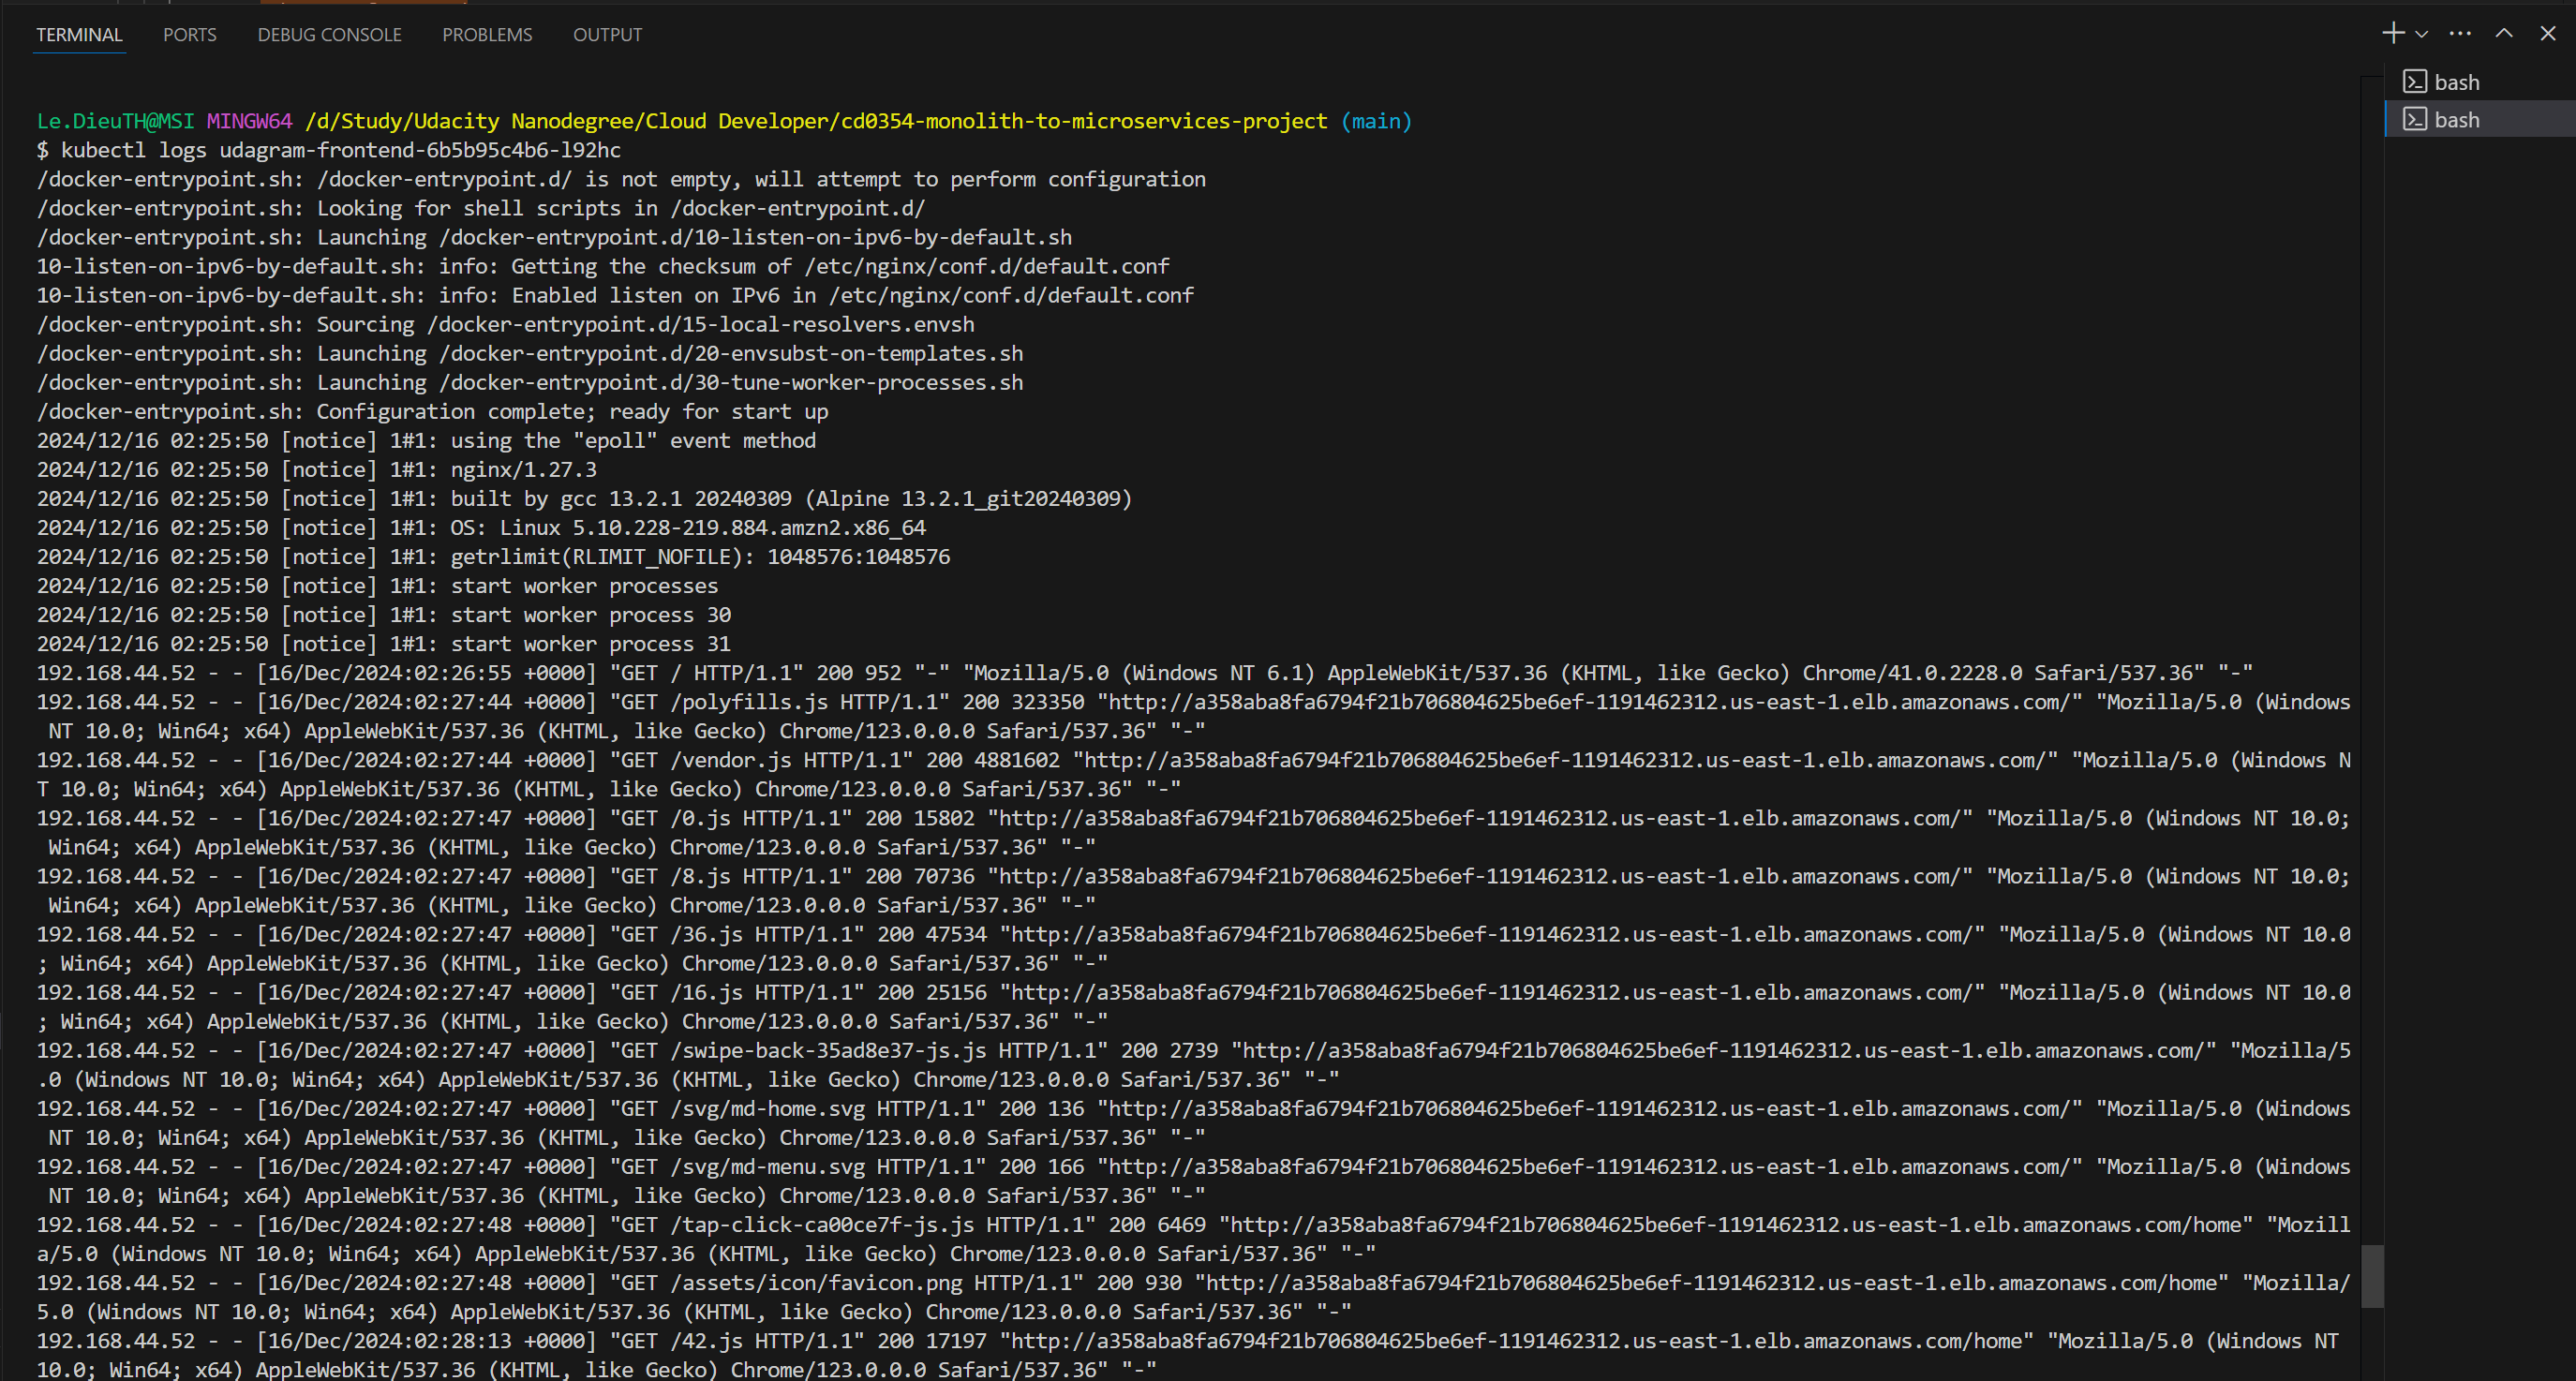 TERMINAL PORTS DEBUG CONSOLE PROBLEMS OUTPUT
bash
bash
Le.DieuTH@MSI MINGW64 /d/Study/Udacity Nanodegree/Cloud Developer/cd0354-monolith-to-microservices-project (main)
$ kubectl logs udagram-frontend-6b5b95c4b6-l92hc
/docker-entrypoint.sh: /docker-entrypoint.d/ is not empty, will attempt to perform configuration
/docker-entrypoint.sh: Looking for shell scripts in /docker-entrypoint.d/
/docker-entrypoint.sh: Launching /docker-entrypoint.d/10-listen-on-ipv6-by-default.sh
10-listen-on-ipv6-by-default.sh: info: Getting the checksum of /etc/nginx/conf.d/default.conf
10-listen-on-ipv6-by-default.sh: info: Enabled listen on IPv6 in /etc/nginx/conf.d/default.conf
/docker-entrypoint.sh: Sourcing /docker-entrypoint.d/15-local-resolvers.envsh
/docker-entrypoint.sh: Launching /docker-entrypoint.d/20-envsubst-on-templates.sh
/docker-entrypoint.sh: Launching /docker-entrypoint.d/30-tune-worker-processes.sh
/docker-entrypoint.sh: Configuration complete; ready for start up
2024/12/16 02:25:50 [notice] 1#1: using the "epoll" event method
2024/12/16 02:25:50 [notice] 1#1: nginx/1.27.3
2024/12/16 02:25:50 [notice] 1#1: built by gcc 13.2.1 20240309 (Alpine 13.2.1_git20240309)
2024/12/16 02:25:50 [notice] 1#1: OS: Linux 5.10.228-219.884.amzn2.x86_64
2024/12/16 02:25:50 [notice] 1#1: getrlimit(RLIMIT_NOFILE): 1048576:1048576
2024/12/16 02:25:50 [notice] 1#1: start worker processes
2024/12/16 02:25:50 [notice] 1#1: start worker process 30
2024/12/16 02:25:50 [notice] 1#1: start worker process 31
192.168.44.52 - - [16/Dec/2024:02:26:55 +0000] "GET / HTTP/1.1" 200 952 "-" "Mozilla/5.0 (Windows NT 6.1) AppleWebKit/537.36 (KHTML, like Gecko) Chrome/41.0.2228.0 Safari/537.36" "-"
192.168.44.52 - - [16/Dec/2024:02:27:44 +0000] "GET /polyfills.js HTTP/1.1" 200 323350 "http://a358aba8fa6794f21b706804625be6ef-1191462312.us-east-1.elb.amazonaws.com/" "Mozilla/5.0 (Windows
NT 10.0; Win64; x64) AppleWebKit/537.36 (KHTML, like Gecko) Chrome/123.0.0.0 Safari/537.36" "-"
192.168.44.52 - - [16/Dec/2024:02:27:44 +0000] "GET /vendor.js HTTP/1.1" 200 4881602 "http://a358aba8fa6794f21b706804625be6ef-1191462312.us-east-1.elb.amazonaws.com/" "Mozilla/5.0 (Windows N
T 10.0; Win64; x64) AppleWebKit/537.36 (KHTML, like Gecko) Chrome/123.0.0.0 Safari/537.36" "-"
192.168.44.52 - - [16/Dec/2024:02:27:47 +0000] "GET /0.js HTTP/1.1" 200 15802 "http://a358aba8fa6794f21b706804625be6ef-1191462312.us-east-1.elb.amazonaws.com/" "Mozilla/5.0 (Windows NT 10.0;
Win64; x64) AppleWebKit/537.36 (KHTML, like Gecko) Chrome/123.0.0.0 Safari/537.36" "-"
192.168.44.52 - - [16/Dec/2024:02:27:47 +0000] "GET /8.js HTTP/1.1" 200 70736 "http://a358aba8fa6794f21b706804625be6ef-1191462312.us-east-1.elb.amazonaws.com/" "Mozilla/5.0 (Windows NT 10.0;
Win64; x64) AppleWebKit/537.36 (KHTML, like Gecko) Chrome/123.0.0.0 Safari/537.36" "-"
192.168.44.52 - - [16/Dec/2024:02:27:47 +0000] "GET /36.js HTTP/1.1" 200 47534 "http://a358aba8fa6794f21b706804625be6ef-1191462312.us-east-1.elb.amazonaws.com/" "Mozilla/5.0 (Windows NT 10.0
; Win64; x64) AppleWebKit/537.36 (KHTML, like Gecko) Chrome/123.0.0.0 Safari/537.36" "-"
192.168.44.52 - - [16/Dec/2024:02:27:47 +0000] "GET /16.js HTTP/1.1" 200 25156 "http://a358aba8fa6794f21b706804625be6ef-1191462312.us-east-1.elb.amazonaws.com/" "Mozilla/5.0 (Windows NT 10.0
; Win64; x64) AppleWebKit/537.36 (KHTML, like Gecko) Chrome/123.0.0.0 Safari/537.36" "-"
192.168.44.52 - - [16/Dec/2024:02:27:47 +0000] "GET /swipe-back-35ad8e37-js.js HTTP/1.1" 200 2739 "http://a358aba8fa6794f21b706804625be6ef-1191462312.us-east-1.elb.amazonaws.com/" "Mozilla/5
.0 (Windows NT 10.0; Win64; x64) AppleWebKit/537.36 (KHTML, like Gecko) Chrome/123.0.0.0 Safari/537.36" "-"
192.168.44.52 - - [16/Dec/2024:02:27:47 +0000] "GET /svg/md-home.svg HTTP/1.1" 200 136 "http://a358aba8fa6794f21b706804625be6ef-1191462312.us-east-1.elb.amazonaws.com/" "Mozilla/5.0 (Windows
NT 10.0; Win64; x64) AppleWebKit/537.36 (KHTML, like Gecko) Chrome/123.0.0.0 Safari/537.36" "-"
192.168.44.52 - - [16/Dec/2024:02:27:47 +0000] "GET /svg/md-menu.svg HTTP/1.1" 200 166 "http://a358aba8fa6794f21b706804625be6ef-1191462312.us-east-1.elb.amazonaws.com/" "Mozilla/5.0 (Windows
NT 10.0; Win64; x64) AppleWebKit/537.36 (KHTML, like Gecko) Chrome/123.0.0.0 Safari/537.36" "-"
192.168.44.52 - - [16/Dec/2024:02:27:48 +0000] "GET /tap-click-ca00ce7f-js.js HTTP/1.1" 200 6469 "http://a358aba8fa6794f21b706804625be6ef-1191462312.us-east-1.elb.amazonaws.com/home" "Mozill
a/5.0 (Windows NT 10.0; Win64; x64) AppleWebKit/537.36 (KHTML, like Gecko) Chrome/123.0.0.0 Safari/537.36" "-"
192.168.44.52 - - [16/Dec/2024:02:27:48 +0000] "GET /assets/icon/favicon.png HTTP/1.1" 200 930 "http://a358aba8fa6794f21b706804625be6ef-1191462312.us-east-1.elb.amazonaws.com/home" "Mozilla/
5.0 (Windows NT 10.0; Win64; x64) AppleWebKit/537.36 (KHTML, like Gecko) Chrome/123.0.0.0 Safari/537.36" "-"
192.168.44.52 - - [16/Dec/2024:02:28:13 +0000] "GET /42.js HTTP/1.1" 200 17197 "http://a358aba8fa6794f21b706804625be6ef-1191462312.us-east-1.elb.amazonaws.com/home" "Mozilla/5.0 (Windows NT
10.0; Win64; x64) AppleWebKit/537.36 (KHTML, like Gecko) Chrome/123.0.0.0 Safari/537.36" "-"